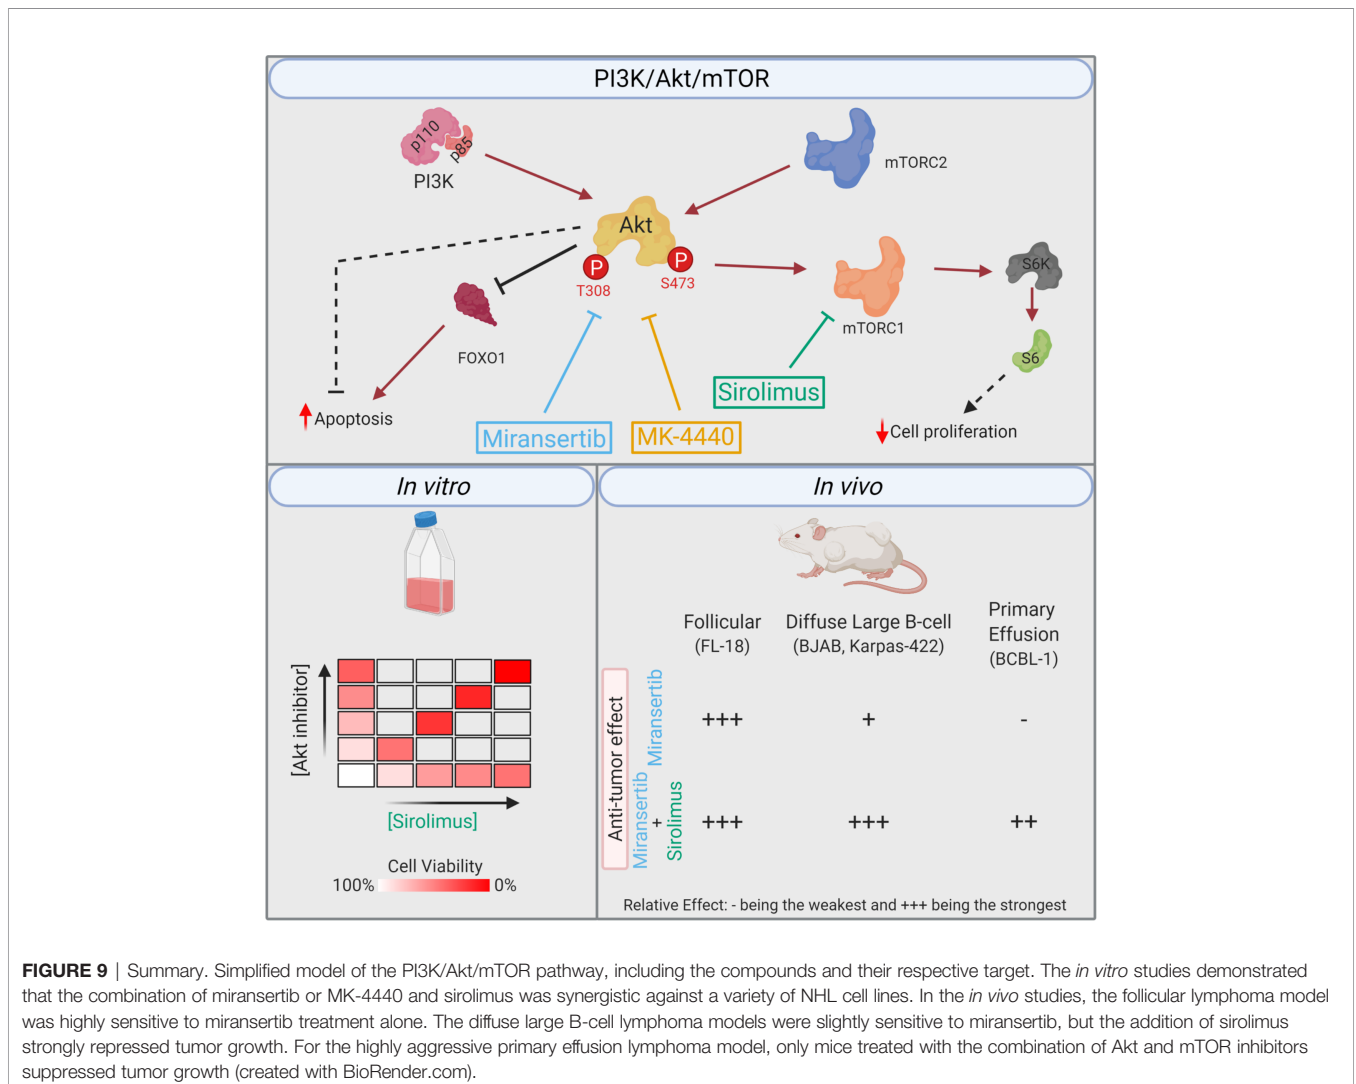 PI3K/Akt/mTOR
p110
p85
PI3K
mTORC2
Akt
P
T308
P
S473
FOXO1
mTORC1
S6K
S6
Apoptosis
Miransertib
MK-4440
Sirolimus
Cell proliferation
In vitro
[Akt inhibitor]
[Sirolimus]
Cell Viability
100% 0%
In vivo
Follicular
(FL-18)
Diffuse Large B-cell
(BJAB, Karpas-422)
Primary
Effusion
(BCBL-1)
Anti-tumor effect
Miransertib
+++ + -
Miransertib
+
Sirolimus
+++ +++ ++
Relative Effect: - being the weakest and +++ being the strongest
FIGURE 9 | Summary. Simplified model of the PI3K/Akt/mTOR pathway, including the compounds and their respective target. The in vitro studies demonstrated
that the combination of miransertib or MK-4440 and sirolimus was synergistic against a variety of NHL cell lines. In the in vivo studies, the follicular lymphoma model
was highly sensitive to miransertib treatment alone. The diffuse large B-cell lymphoma models were slightly sensitive to miransertib, but the addition of sirolimus
strongly repressed tumor growth. For the highly aggressive primary effusion lymphoma model, only mice treated with the combination of Akt and mTOR inhibitors
suppressed tumor growth (created with BioRender.com).